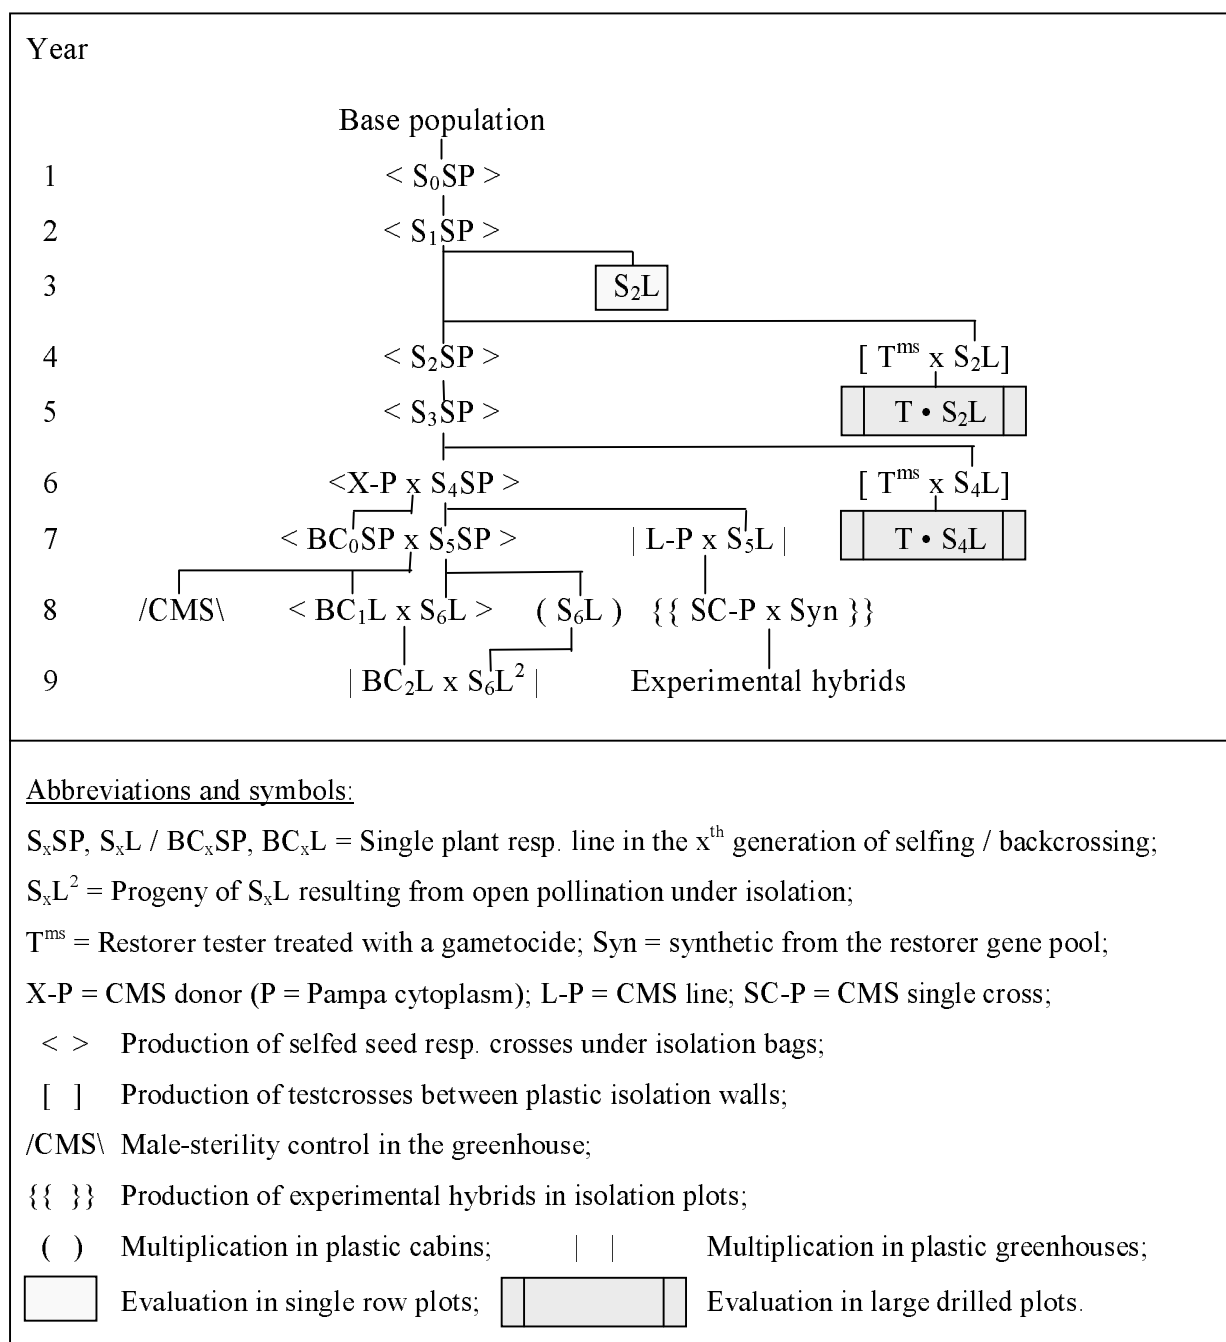 Year
Base population
1 < S₀SP >
2 < S₁SP >
3 S₂L
4 < S₂SP > [ Tᵐˢ x S₂L]
5 < S₃SP > T • S₂L
6 <X-P x S₄SP > [ Tᵐˢ x S₄L]
7 < BC₀SP x S₅SP > | L-P x S₅L | T • S₄L
8 /CMS\ < BC₁L x S₆L > ( S₆L ) {{ SC-P x Syn }}
9 | BC₂L x S₆L² | Experimental hybrids
Abbreviations and symbols:
SₓSP, SₓL / BCₓSP, BCₓL = Single plant resp. line in the xᵗʰ generation of selfing / backcrossing;
SₓL² = Progeny of SₓL resulting from open pollination under isolation;
Tᵐˢ = Restorer tester treated with a gametocide; Syn = synthetic from the restorer gene pool;
X-P = CMS donor (P = Pampa cytoplasm); L-P = CMS line; SC-P = CMS single cross;
< > Production of selfed seed resp. crosses under isolation bags;
[ ] Production of testcrosses between plastic isolation walls;
/CMS\ Male-sterility control in the greenhouse;
{{ }} Production of experimental hybrids in isolation plots;
( ) Multiplication in plastic cabins; | | Multiplication in plastic greenhouses;
Evaluation in single row plots; Evaluation in large drilled plots.